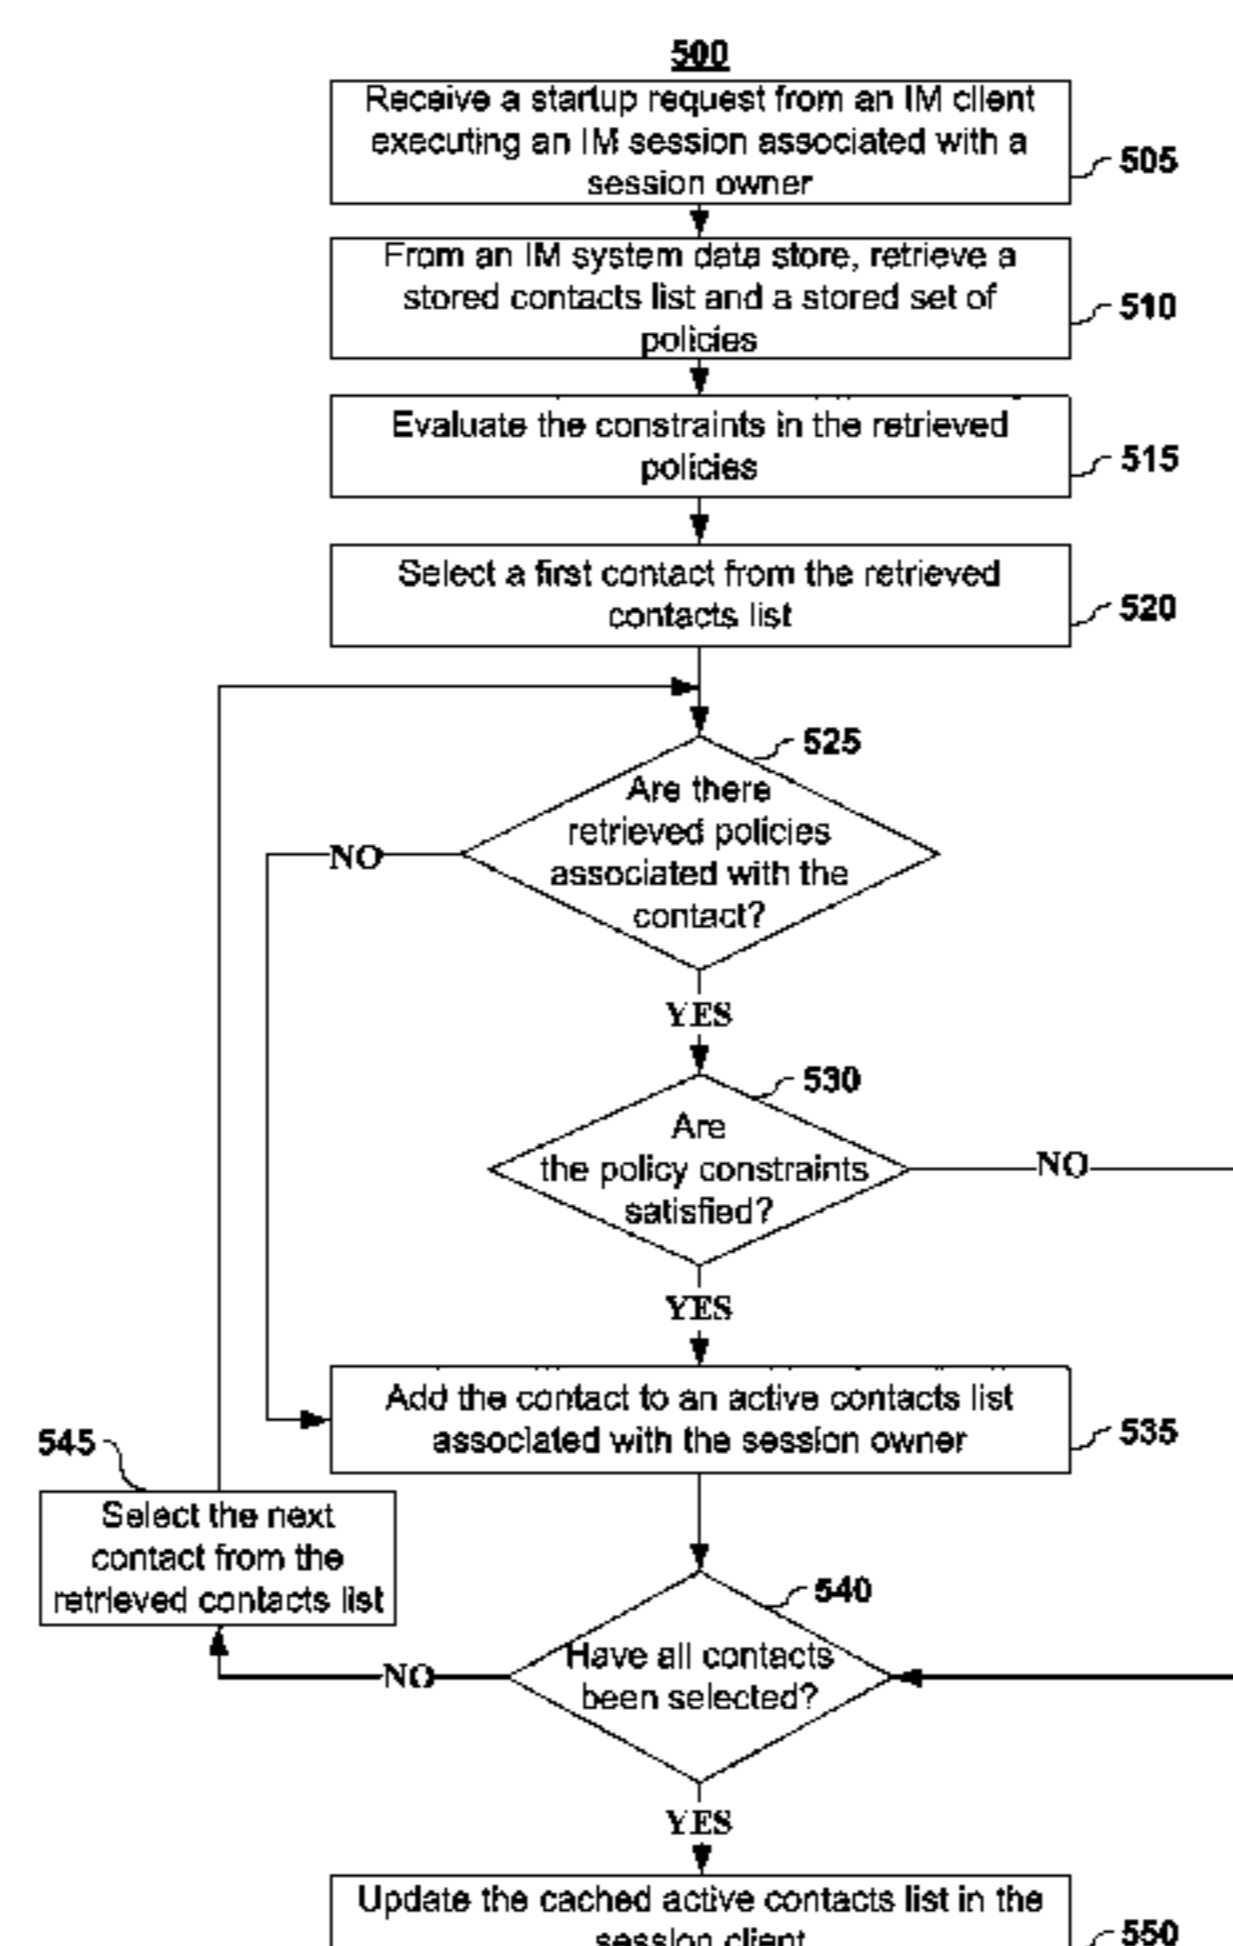 500
Receive a startup request from an IM client
executing an IM session associated with a
session owner
505
From an IM system data store, retrieve a
stored contacts list and a stored set of
policies
510
Evaluate the constraints in the retrieved
policies
515
Select a first contact from the retrieved
contacts list
520
525
Are there
retrieved policies
associated with the
contact?
NO
YES
530
Are
the policy constraints
satisfied?
NO
YES
Add the contact to an active contacts list
associated with the session owner
535
545
Select the next
contact from the
retrieved contacts list
540
Have all contacts
been selected?
NO
YES
Update the cached active contacts list in the
session client
550